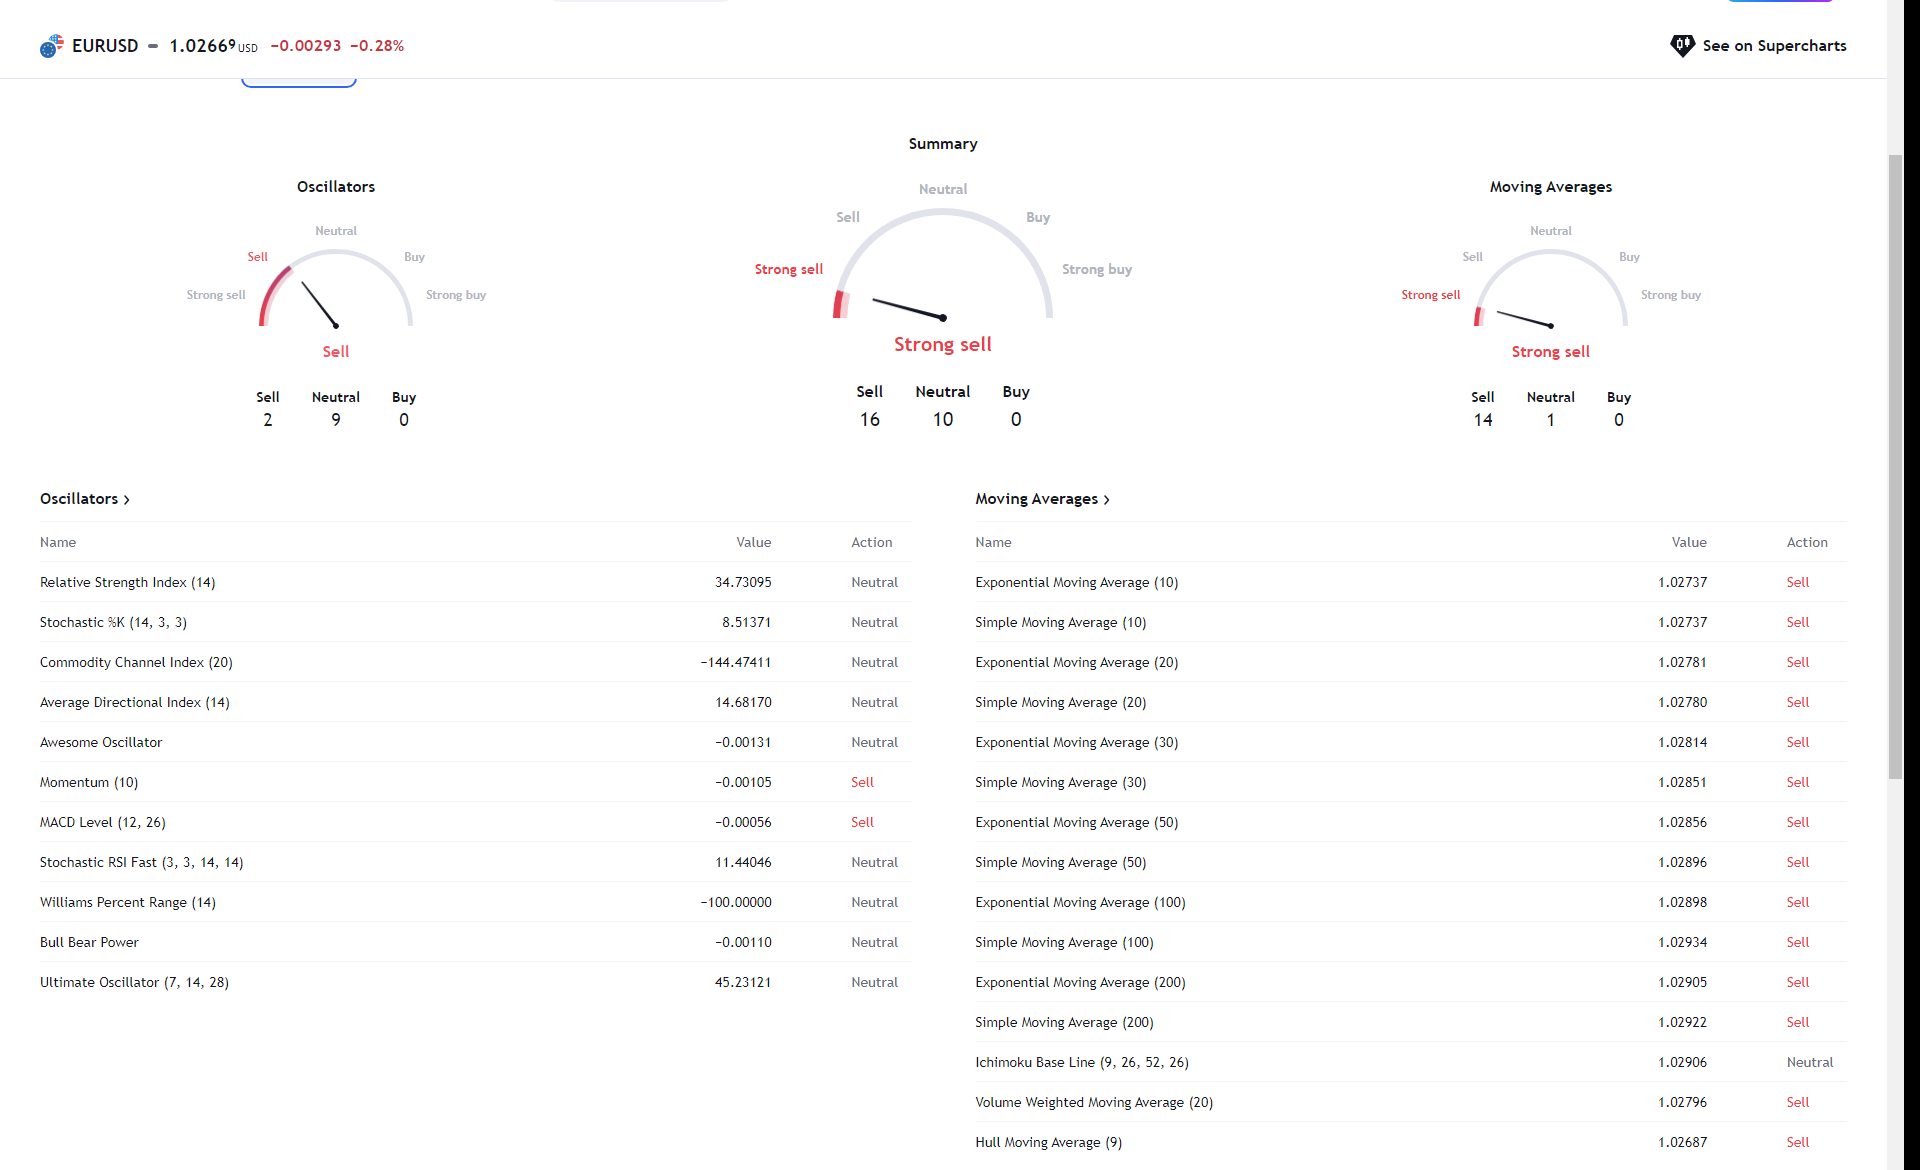 EURUSD 1.02669 USD −0.00293 −0.28%
See on Supercharts
Summary
Neutral
Sell
Buy
Strong sell
Strong buy
Strong sell
Sell Neutral Buy
16 10 0
Oscillators
Neutral
Sell
Buy
Strong sell
Strong buy
Sell
Sell Neutral Buy
2 9 0
Moving Averages
Neutral
Sell
Buy
Strong sell
Strong buy
Strong sell
Sell Neutral Buy
14 1 0
Oscillators
Name Value Action
Relative Strength Index (14) 34.73095 Neutral
Stochastic %K (14, 3, 3) 8.51371 Neutral
Commodity Channel Index (20) −144.47411 Neutral
Average Directional Index (14) 14.68170 Neutral
Awesome Oscillator −0.00131 Neutral
Momentum (10) −0.00105 Sell
MACD Level (12, 26) −0.00056 Sell
Stochastic RSI Fast (3, 3, 14, 14) 11.44046 Neutral
Williams Percent Range (14) −100.00000 Neutral
Bull Bear Power −0.00110 Neutral
Ultimate Oscillator (7, 14, 28) 45.23121 Neutral
Moving Averages
Name Value Action
Exponential Moving Average (10) 1.02737 Sell
Simple Moving Average (10) 1.02737 Sell
Exponential Moving Average (20) 1.02781 Sell
Simple Moving Average (20) 1.02780 Sell
Exponential Moving Average (30) 1.02814 Sell
Simple Moving Average (30) 1.02851 Sell
Exponential Moving Average (50) 1.02856 Sell
Simple Moving Average (50) 1.02896 Sell
Exponential Moving Average (100) 1.02898 Sell
Simple Moving Average (100) 1.02934 Sell
Exponential Moving Average (200) 1.02905 Sell
Simple Moving Average (200) 1.02922 Sell
Ichimoku Base Line (9, 26, 52, 26) 1.02906 Neutral
Volume Weighted Moving Average (20) 1.02796 Sell
Hull Moving Average (9) 1.02687 Sell